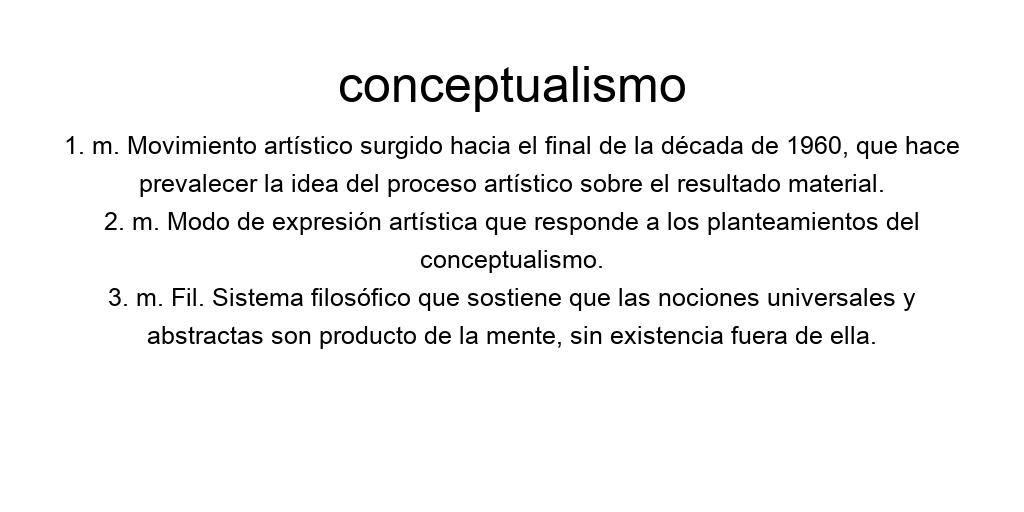 conceptualismo
1. m. Movimiento artístico surgido hacia el final de la década de 1960, que hace
prevalecer la idea del proceso artístico sobre el resultado material.
2. m. Modo de expresión artística que responde a los planteamientos del
conceptualismo.
3. m. Fil. Sistema filosófico que sostiene que las nociones universales y
abstractas son producto de la mente, sin existencia fuera de ella.